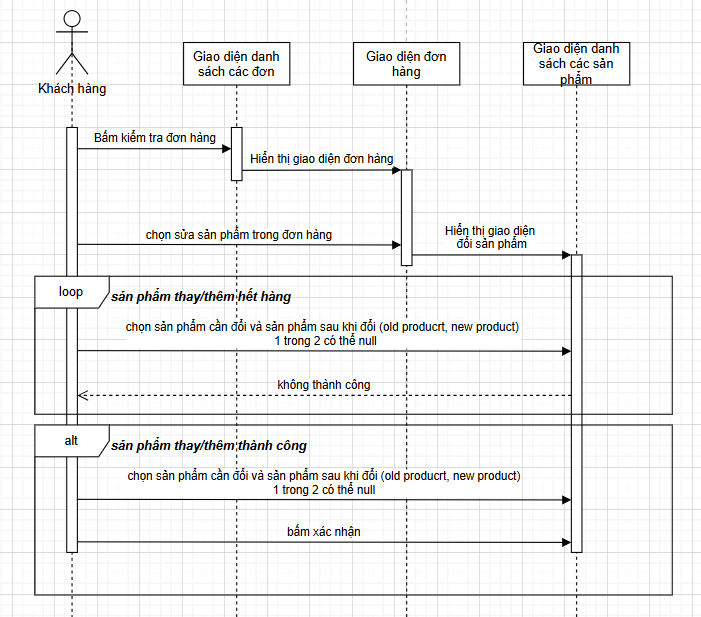 Khách hàng
Giao diện danh
sách các đơn
Giao diện đơn
hàng
Giao diện danh
sách các sản
phẩm
Bấm kiểm tra đơn hàng
Hiển thị giao diện đơn hàng
chọn sửa sản phẩm trong đơn hàng
Hiển thị giao diện
đổi sản phẩm
loop
sản phẩm thay/thêm hết hàng
chọn sản phẩm cần đổi và sản phẩm sau khi đổi (old producrt, new product)
1 trong 2 có thể null
không thành công
alt
sản phẩm thay/thêm thành công
chọn sản phẩm cần đổi và sản phẩm sau khi đổi (old producrt, new product)
1 trong 2 có thể null
bấm xác nhận